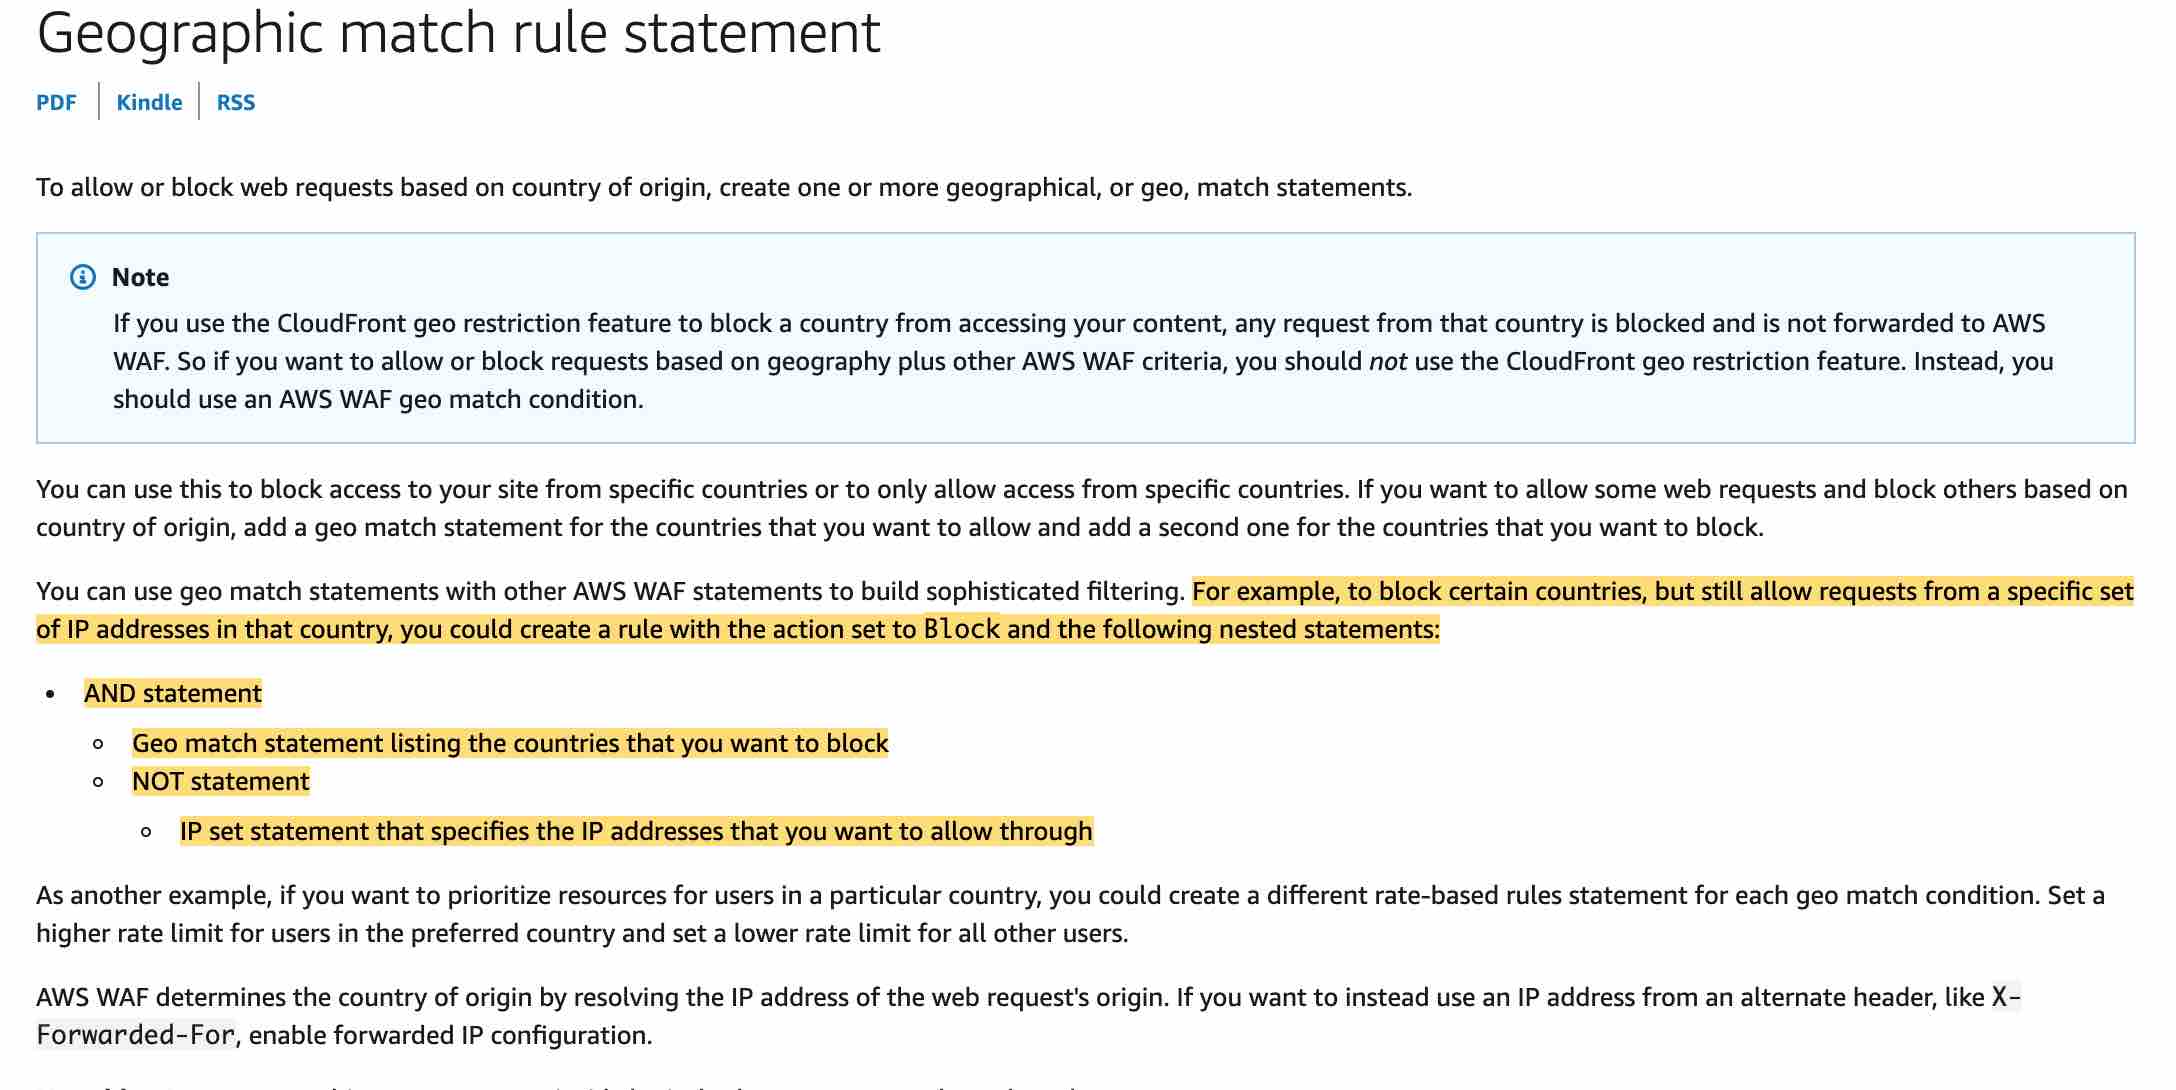 Geographic match rule statement
PDF | Kindle | RSS
To allow or block web requests based on country of origin, create one or more geographical, or geo, match statements.
Note
If you use the CloudFront geo restriction feature to block a country from accessing your content, any request from that country is blocked and is not forwarded to AWS
WAF. So if you want to allow or block requests based on geography plus other AWS WAF criteria, you should not use the CloudFront geo restriction feature. Instead, you
should use an AWS WAF geo match condition.
You can use this to block access to your site from specific countries or to only allow access from specific countries. If you want to allow some web requests and block others based on
country of origin, add a geo match statement for the countries that you want to allow and add a second one for the countries that you want to block.
You can use geo match statements with other AWS WAF statements to build sophisticated filtering. For example, to block certain countries, but still allow requests from a specific set
of IP addresses in that country, you could create a rule with the action set to Block and the following nested statements:
• AND statement
◦ Geo match statement listing the countries that you want to block
◦ NOT statement
◦ IP set statement that specifies the IP addresses that you want to allow through
As another example, if you want to prioritize resources for users in a particular country, you could create a different rate-based rules statement for each geo match condition. Set a
higher rate limit for users in the preferred country and set a lower rate limit for all other users.
AWS WAF determines the country of origin by resolving the IP address of the web request's origin. If you want to instead use an IP address from an alternate header, like X-
Forwarded-For, enable forwarded IP configuration.